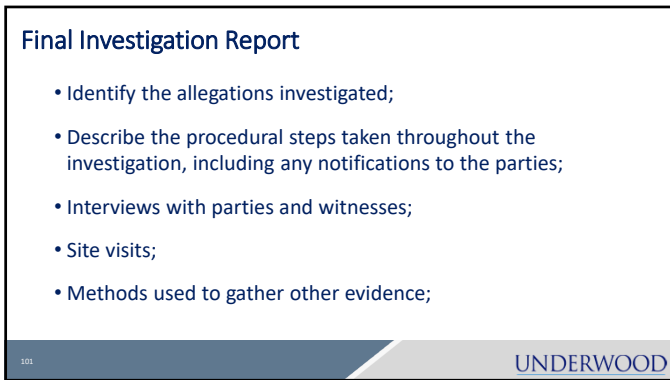 Final Investigation Report
• Identify the allegations investigated;
• Describe the procedural steps taken throughout the
investigation, including any notifications to the parties;
• Interviews with parties and witnesses;
• Site visits;
• Methods used to gather other evidence;
101
UNDERWOOD